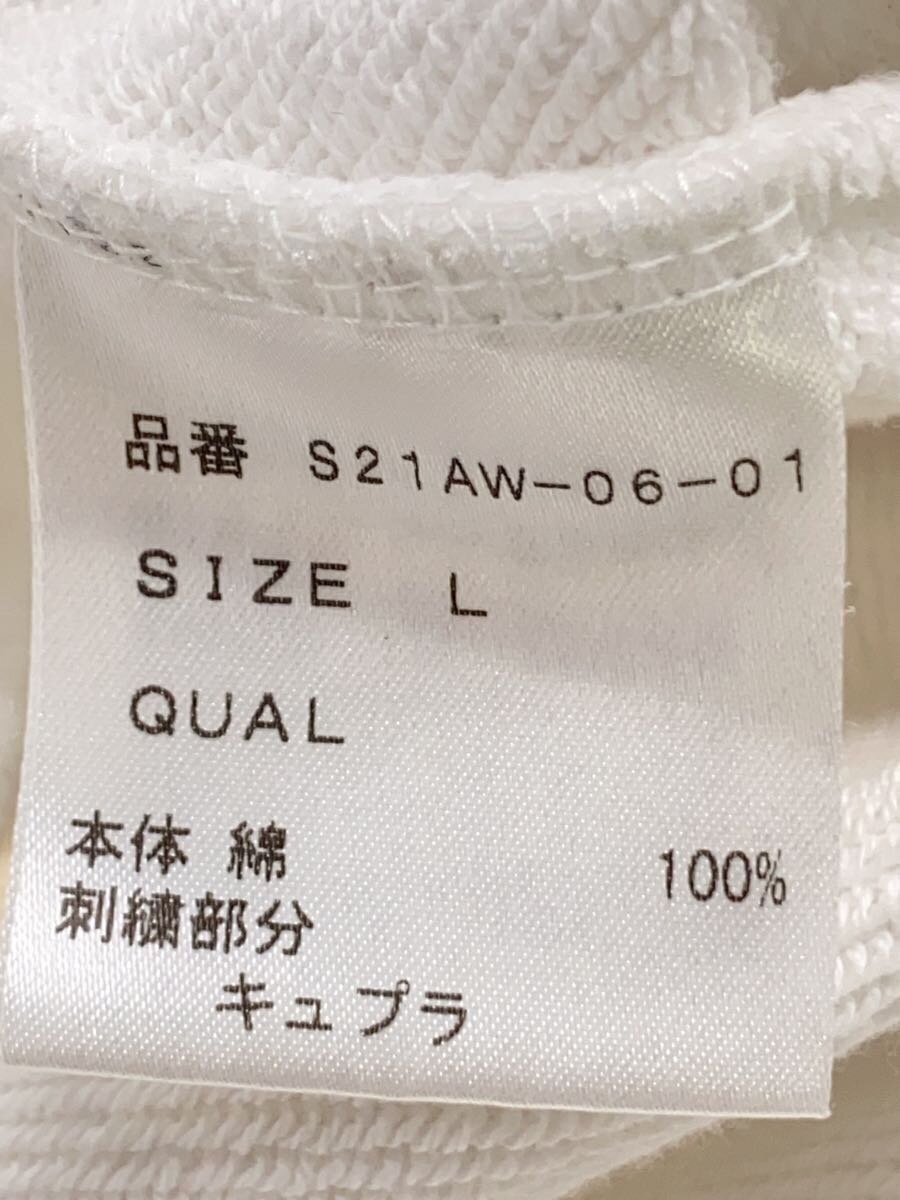 品番 S21AW-06-01
SIZE L
QUAL
本体 綿 100%
刺繍部分
キュプラ